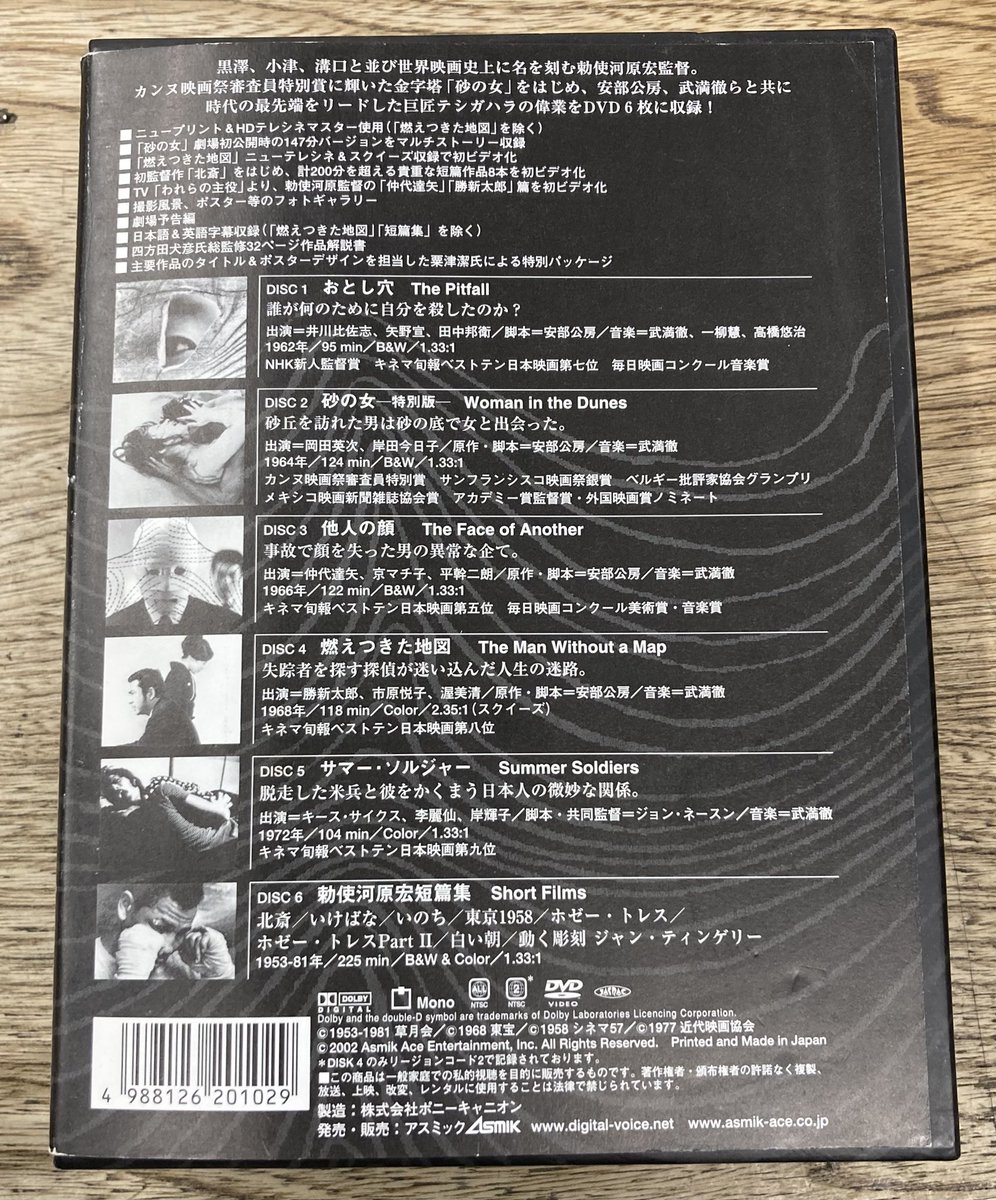 黒澤、小津、溝口と並び世界映画史上に名を刻む勅使河原宏監督。
カンヌ映画祭審査員特別賞に輝いた金字塔「砂の女」をはじめ、安部公房、武満徹らと共に
時代の最先端をリードした巨匠テシガハラの偉業をDVD6枚に収録！
■ニュープリント＆HDテレシネマスター使用（「燃えつきた地図」を除く）
■「砂の女」劇場初公開時の147分バージョンをマルチストーリー収録
■「燃えつきた地図」ニューテレシネ＆スクイーズ収録で初ビデオ化
■初監督作「北斎」をはじめ、計200分を超える貴重な短篇作品8本を初ビデオ化
■TV「われらの主役」より、勅使河原監督の「仲代達矢」「勝新太郎」篇を初ビデオ化
■撮影風景、ポスター等のフォトギャラリー
■劇場予告編
■日本語＆英語字幕収録（「燃えつきた地図」「短篇集」を除く）
■四方田犬彦氏総監修32ページ作品解説書
■主要作品のタイトル＆ポスターデザインを担当した粟津潔氏による特別パッケージ
DISC 1 おとし穴 The Pitfall
誰が何のために自分を殺したのか？
出演＝井川比佐志、矢野宣、田中邦衛／脚本＝安部公房／音楽＝武満徹、一柳慧、高橋悠治
1962年／95 min／B&W／1.33:1
NHK新人監督賞 キネマ旬報ベストテン日本映画第七位 毎日映画コンクール音楽賞
DISC 2 砂の女―特別版― Woman in the Dunes
砂丘を訪れた男は砂の底で女と出会った。
出演＝岡田英次、岸田今日子／原作・脚本＝安部公房／音楽＝武満徹
1964年／124 min／B&W／1.33:1
カンヌ映画祭審査員特別賞 サンフランシスコ映画祭銀賞 ベルギー批評家協会グランプリ
メキシコ映画新聞雑誌協会賞 アカデミー賞監督賞・外国映画賞ノミネート
DISC 3 他人の顔 The Face of Another
事故で顔を失った男の異常な企て。
出演＝仲代達矢、京マチ子、平幹二朗／原作・脚本＝安部公房／音楽＝武満徹
1966年／122 min／B&W／1.33:1
キネマ旬報ベストテン日本映画第五位 毎日映画コンクール美術賞・音楽賞
DISC 4 燃えつきた地図 The Man Without a Map
失踪者を探す探偵が迷い込んだ人生の迷路。
出演＝勝新太郎、市原悦子、渥美清／原作・脚本＝安部公房／音楽＝武満徹
1968年／118 min／Color／2.35:1（スクイーズ）
キネマ旬報ベストテン日本映画第八位
DISC 5 サマー・ソルジャー Summer Soldiers
脱走した米兵と彼をかくまう日本人の微妙な関係。
出演＝キース・サイクス、李麗仙、岸輝子／脚本・共同監督＝ジョン・ネースン／音楽＝武満徹
1972年／104 min／Color／1.33:1
キネマ旬報ベストテン日本映画第九位
DISC 6 勅使河原宏短篇集 Short Films
北斎／いけばな／いのち／東京1958／ホゼー・トレス／
ホゼー・トレスPart II／白い朝／動く彫刻 ジャン・ティンゲリー
1953-81年／225 min／B&W & Color／1.33:1
DOLBY DIGITAL Mono ALL NTSC 2 NTSC * DVD VIDEO
Dolby and the double-D symbol are trademarks of Dolby Laboratories Licencing Corporation.
©1953-1981 草月会／©1968 東宝／©1958 シネマ57／©1977 近代映画協会
©2002 Asmik Ace Entertainment, Inc. All Rights Reserved. Printed and Made in Japan
＊DISK 4 のみリージョンコード2で記録されております。
■この商品は一般家庭での私的視聴を目的に販売するものです。著作権者・頒布権者の許諾なく複製、
放送、上映、改変、レンタルに使用することは法律で禁じられています。
4 988126 201029
製造：株式会社ポニーキャニオン
発売・販売：アスミック ASMIK www.digital-voice.net www.asmik-ace.co.jp